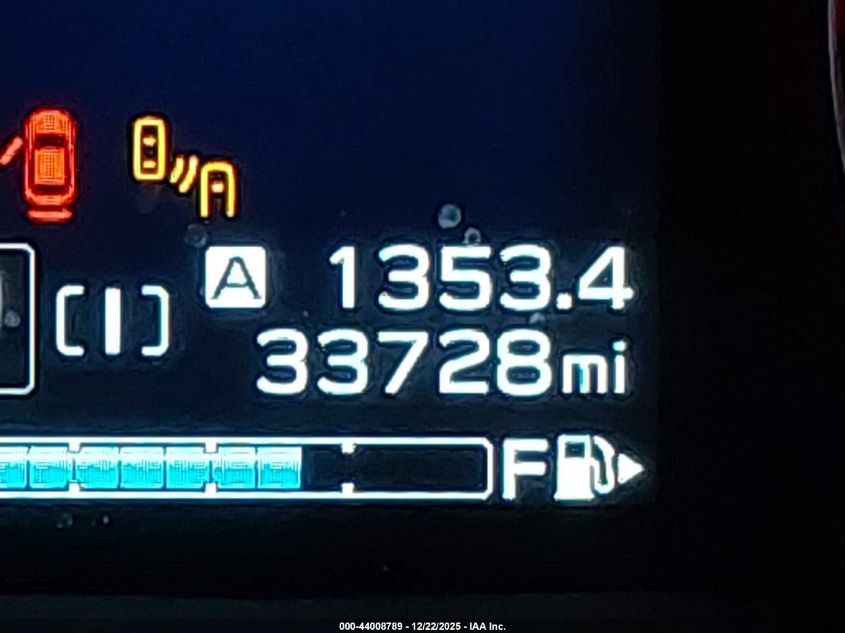 A 1353.4
33728mi
F
000-44008789 - 12/22/2025 - IAA Inc.